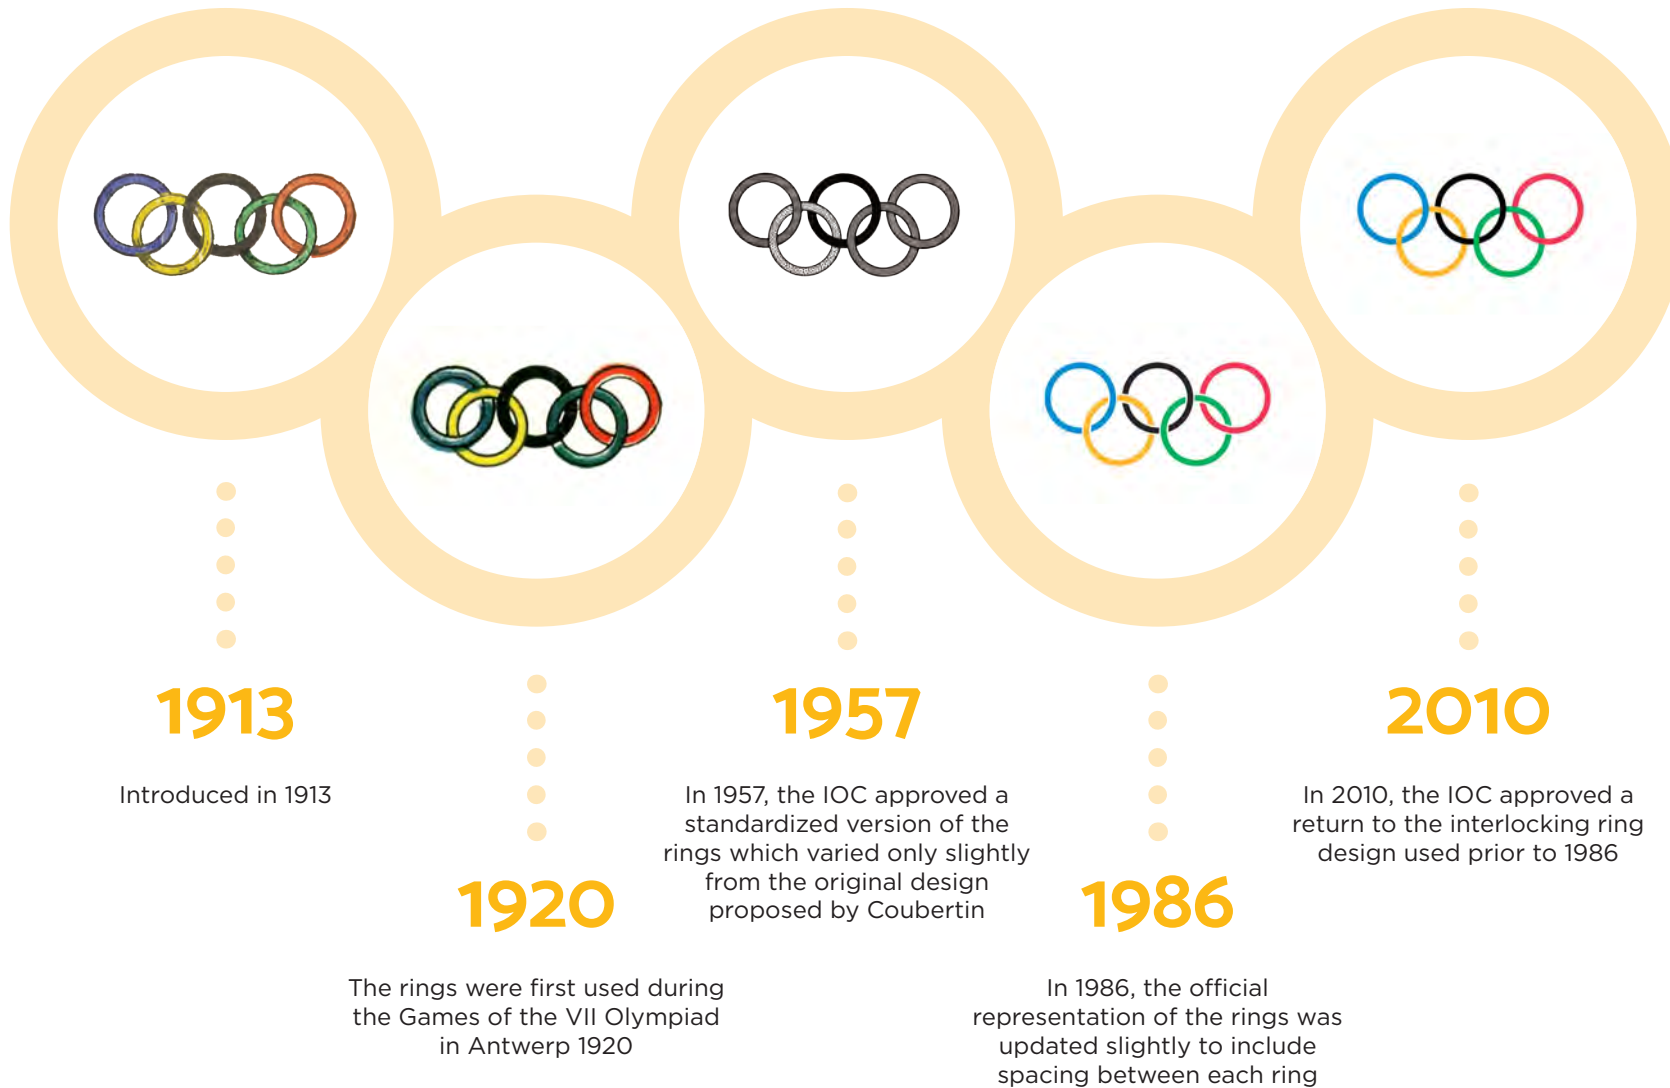 1913
Introduced in 1913
1920
The rings were first used during
the Games of the VII Olympiad
in Antwerp 1920
1957
In 1957, the IOC approved a
standardized version of the
rings which varied only slightly
from the original design
proposed by Coubertin
1986
In 1986, the official
representation of the rings was
updated slightly to include
spacing between each ring
2010
In 2010, the IOC approved a
return to the interlocking ring
design used prior to 1986